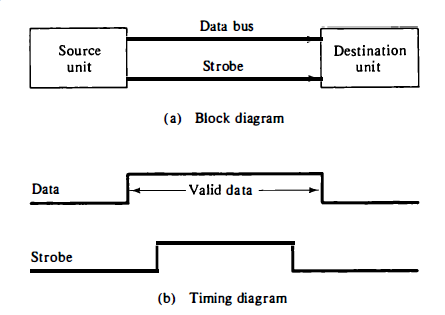 Data bus
Source
unit
Strobe
Destination
unit
(a) Block diagram
Data
Valid data
Strobe
(b) Timing diagram